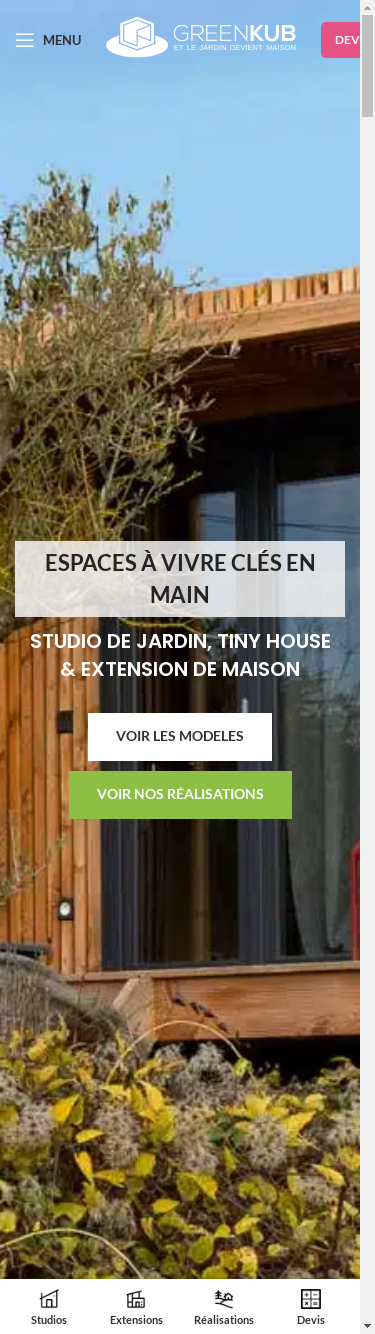 MENU
GREENKUB
ET LE JARDIN DEVIENT MAISON
ESPACES À VIVRE CLÉS EN
MAIN
STUDIO DE JARDIN, TINY HOUSE
& EXTENSION DE MAISON
VOIR LES MODELES
VOIR NOS RÉALISATIONS
Studios
Extensions
Réalisations
Devis